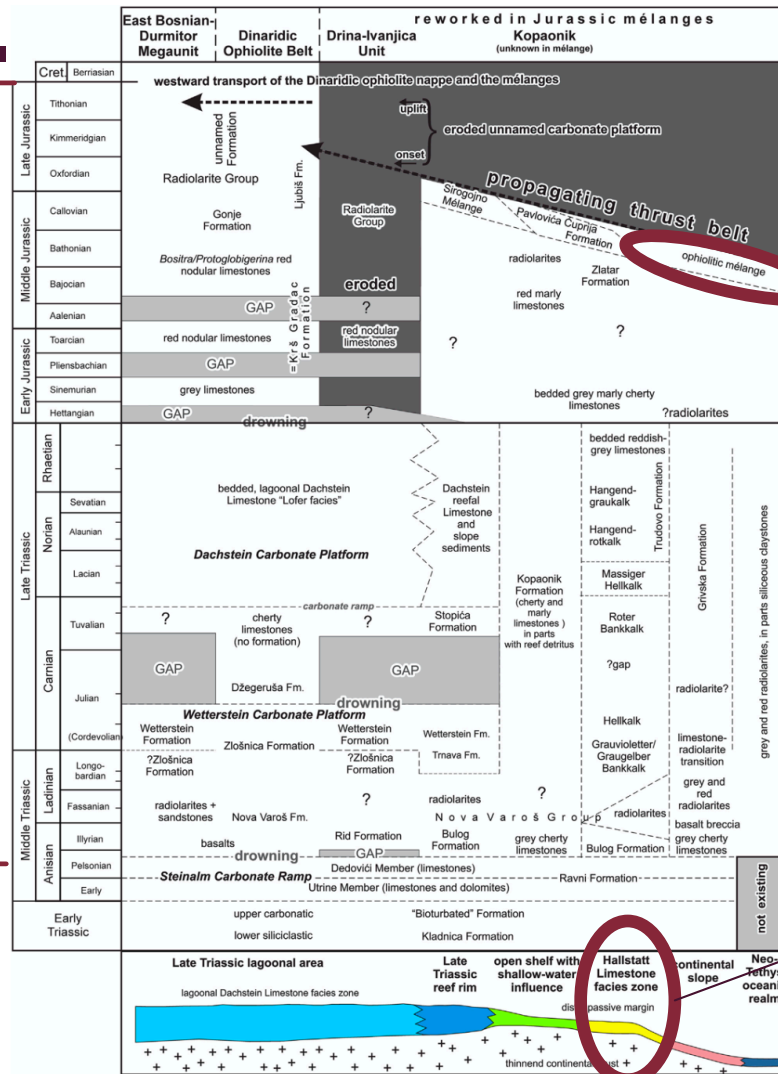 East Bosnian-
Durmitor
Megaunit
Dinaridic
Ophiolite Belt
Drina-Ivanjica
Unit
reworked in Jurassic mélanges
Kopaonik
(unknown in mélange)
Cret.
Berriasian
westward transport of the Dinaridic ophiolite nappe and the mélanges
Late Jurassic
Tithonian
Kimmeridgian
Oxfordian
unnamed
Formation
uplift
eroded unnamed carbonate platform
onset
Radiolarite Group
Ljubiš Fm.
propagating thrust belt
Middle Jurassic
Callovian
Bathonian
Bajocian
Aalenian
Gonje
Formation
Radiolarite
Group
Sirogojno
Mélange
Pavlovića Ćuprija
Formation
ophiolitic mélange
Bositra/Protoglobigerina red
nodular limestones
radiolarites
Zlatar
Formation
eroded
red marly
limestones
GAP
?
=Krš Gradac
Formation
Early Jurassic
Toarcian
Pliensbachian
Sinemurian
Hettangian
red nodular limestones
red nodular
limestones
?
?
GAP
grey limestones
bedded grey marly cherty
limestones
GAP
?
?radiolarites
drowning
Late Triassic
Rhaetian
Norian
Sevatian
Alaunian
Lacian
bedded, lagoonal Dachstein
Limestone "Lofer facies"
Dachstein
reefal
Limestone
and
slope
sediments
bedded reddish-
grey limestones
Hangend-
graukalk
Hangend-
rotkalk
Trudovo Formation
Grivska Formation
grey and red radiolarites, in parts siliceous claystones
Dachstein Carbonate Platform
Kopaonik
Formation
(cherty and
marly
limestones )
in parts
with reef detritus
Massiger
Hellkalk
carbonate ramp
Carnian
Tuvalian
Julian
(Cordevolian)
?
cherty
limestones
(no formation)
?
Stopića
Formation
Roter
Bankkalk
GAP
GAP
?gap
Džegeruša Fm.
radiolarite?
drowning
Wetterstein Carbonate Platform
Hellkalk
Wetterstein
Formation
Zlošnica Formation
Wetterstein
Formation
Wetterstein Fm.
Trnava Fm.
Grauvioletter/
Graugelber
Bankkalk
limestone-
radiolarite
transition
Middle Triassic
Ladinian
Longo-
bardian
Fassanian
?Zlošnica
Formation
?Zlošnica
Formation
?
grey and
red
radiolarites
radiolarites +
sandstones
Nova Varoš Fm.
?
radiolarites
Nova Varoš Group
radiolarites
basalt breccia
Anisian
Illyrian
Pelsonian
Early
basalts
Rid Formation
Bulog
Formation
grey cherty
limestones
Bulog Formation
grey cherty
limestones
drowning
GAP
Dedovići Member (limestones)
Steinalm Carbonate Ramp
Ravni Formation
Utrine Member (limestones and dolomites)
not existing
Early
Triassic
upper carbonatic
"Bioturbated" Formation
lower siliciclastic
Kladnica Formation
Late Triassic lagoonal area
Late
Triassic
reef rim
open shelf with
shallow-water
influence
Hallstatt
Limestone
facies zone
continental
slope
Neo-
Tethys
oceanic
realm
lagoonal Dachstein Limestone facies zone
passive margin
thinnend continental